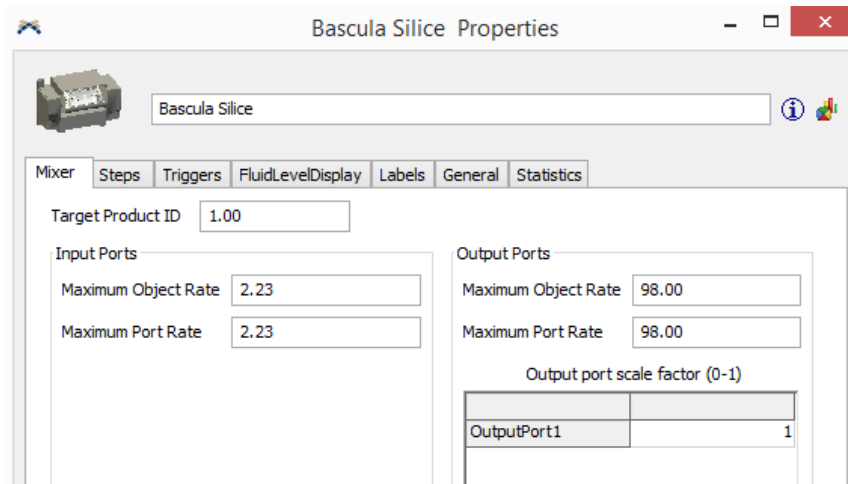 Bascula Silice Properties
Bascula Silice
Mixer Steps Triggers FluidLevelDisplay Labels General Statistics
Target Product ID 1.00
Input Ports
Maximum Object Rate 2.23
Maximum Port Rate 2.23
Output Ports
Maximum Object Rate 98.00
Maximum Port Rate 98.00
Output port scale factor (0-1)
OutputPort1 1